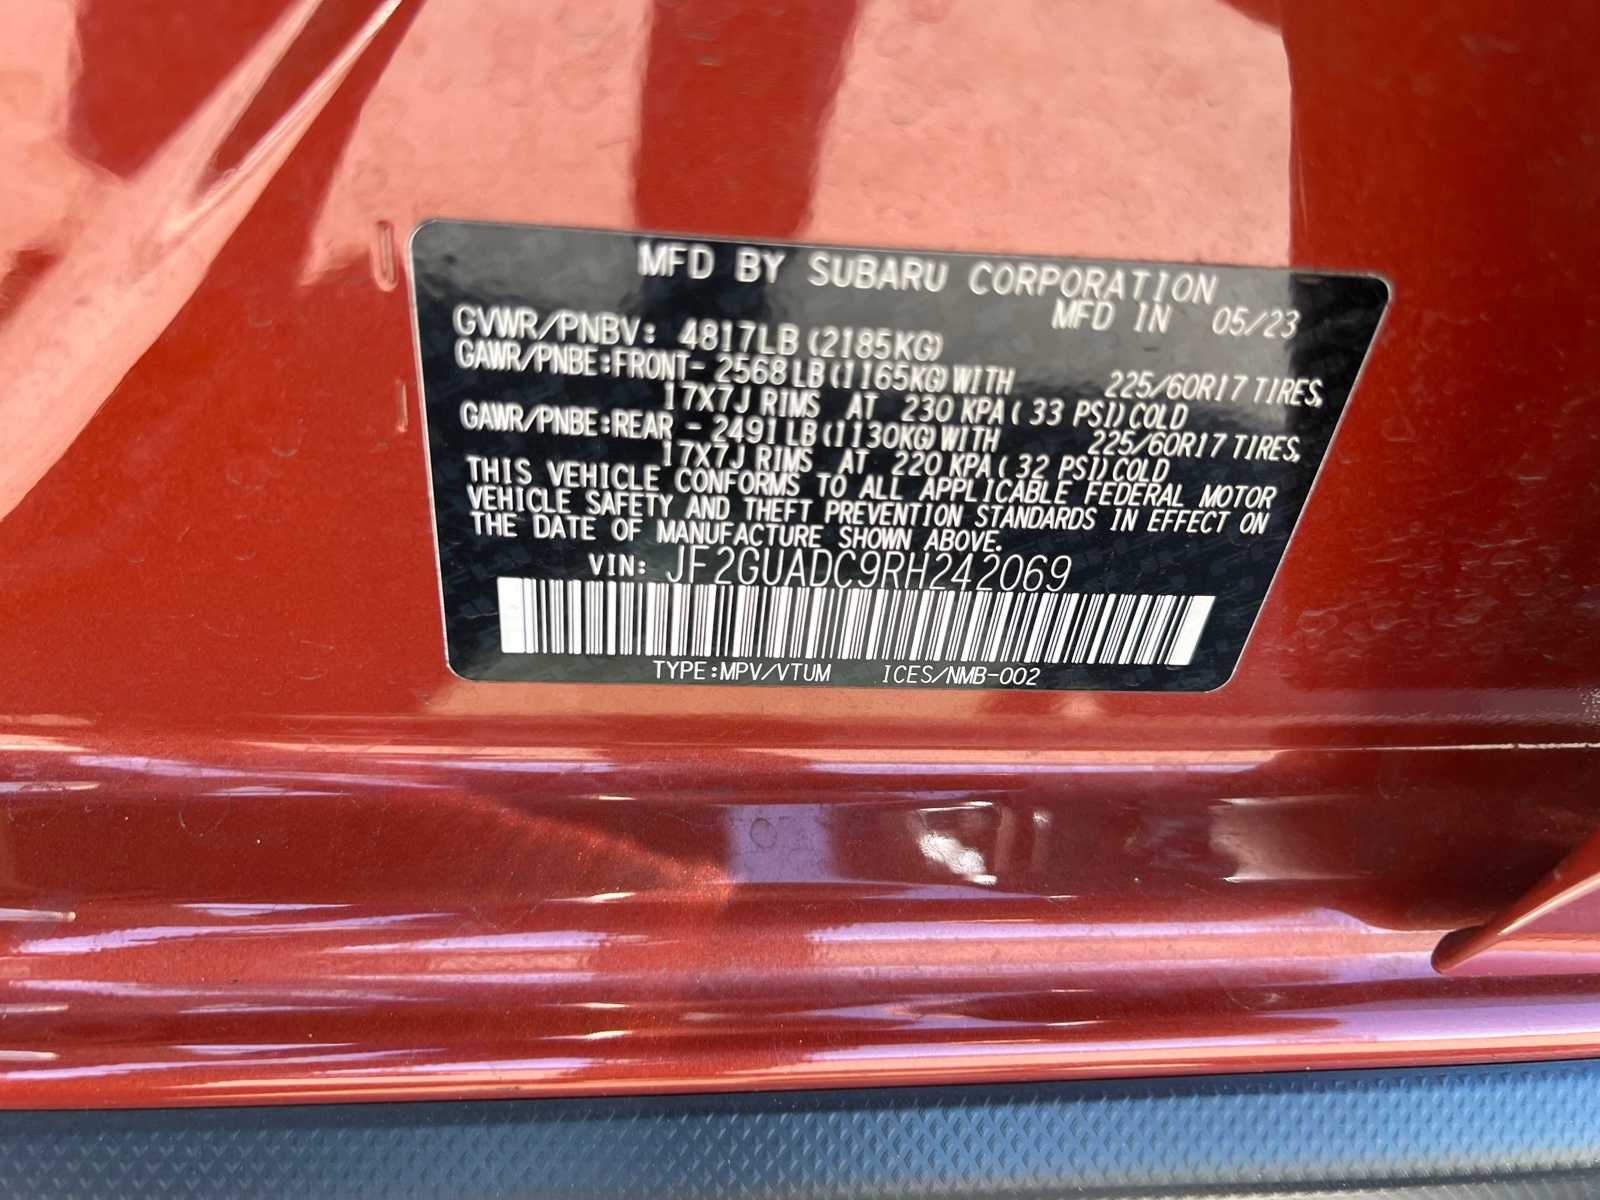 MFD BY SUBARU CORPORATION
MFD IN 05/23
GVWR/PNBV: 4817LB (2185KG)
GAWR/PNBE:FRONT- 2568LB(1165KG)WITH 225/60R17 TIRES,
17X7J RIMS AT 230 KPA( 33 PSI)COLD
GAWR/PNBE:REAR - 2491LB(1130KG)WITH 225/60R17 TIRES,
17X7J RIMS AT 220 KPA( 32 PSI)COLD
THIS VEHICLE CONFORMS TO ALL APPLICABLE FEDERAL MOTOR
VEHICLE SAFETY AND THEFT PREVENTION STANDARDS IN EFFECT ON
THE DATE OF MANUFACTURE SHOWN ABOVE.
VIN: JF2GUADC9RH242069
TYPE:MPV/VTUM ICES/NMB-002